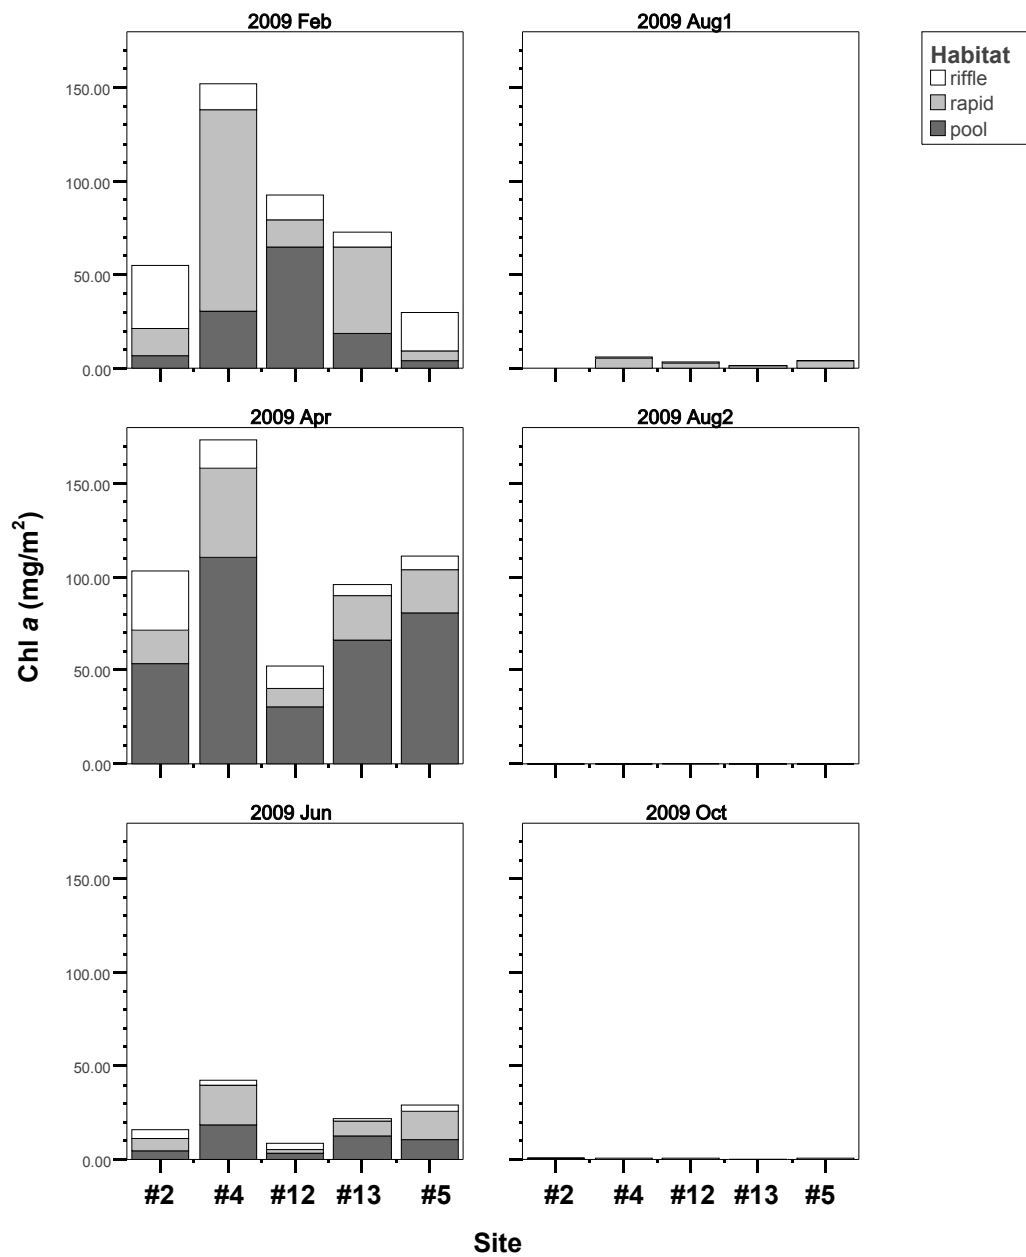 2009 Feb
2009 Aug1
Habitat
riffle
rapid
pool
150.00
100.00
50.00
0.00
2009 Apr
2009 Aug2
150.00
100.00
50.00
0.00
Chl a (mg/m²)
2009 Jun
2009 Oct
150.00
100.00
50.00
0.00
#2 #4 #12 #13 #5 #2 #4 #12 #13 #5
Site